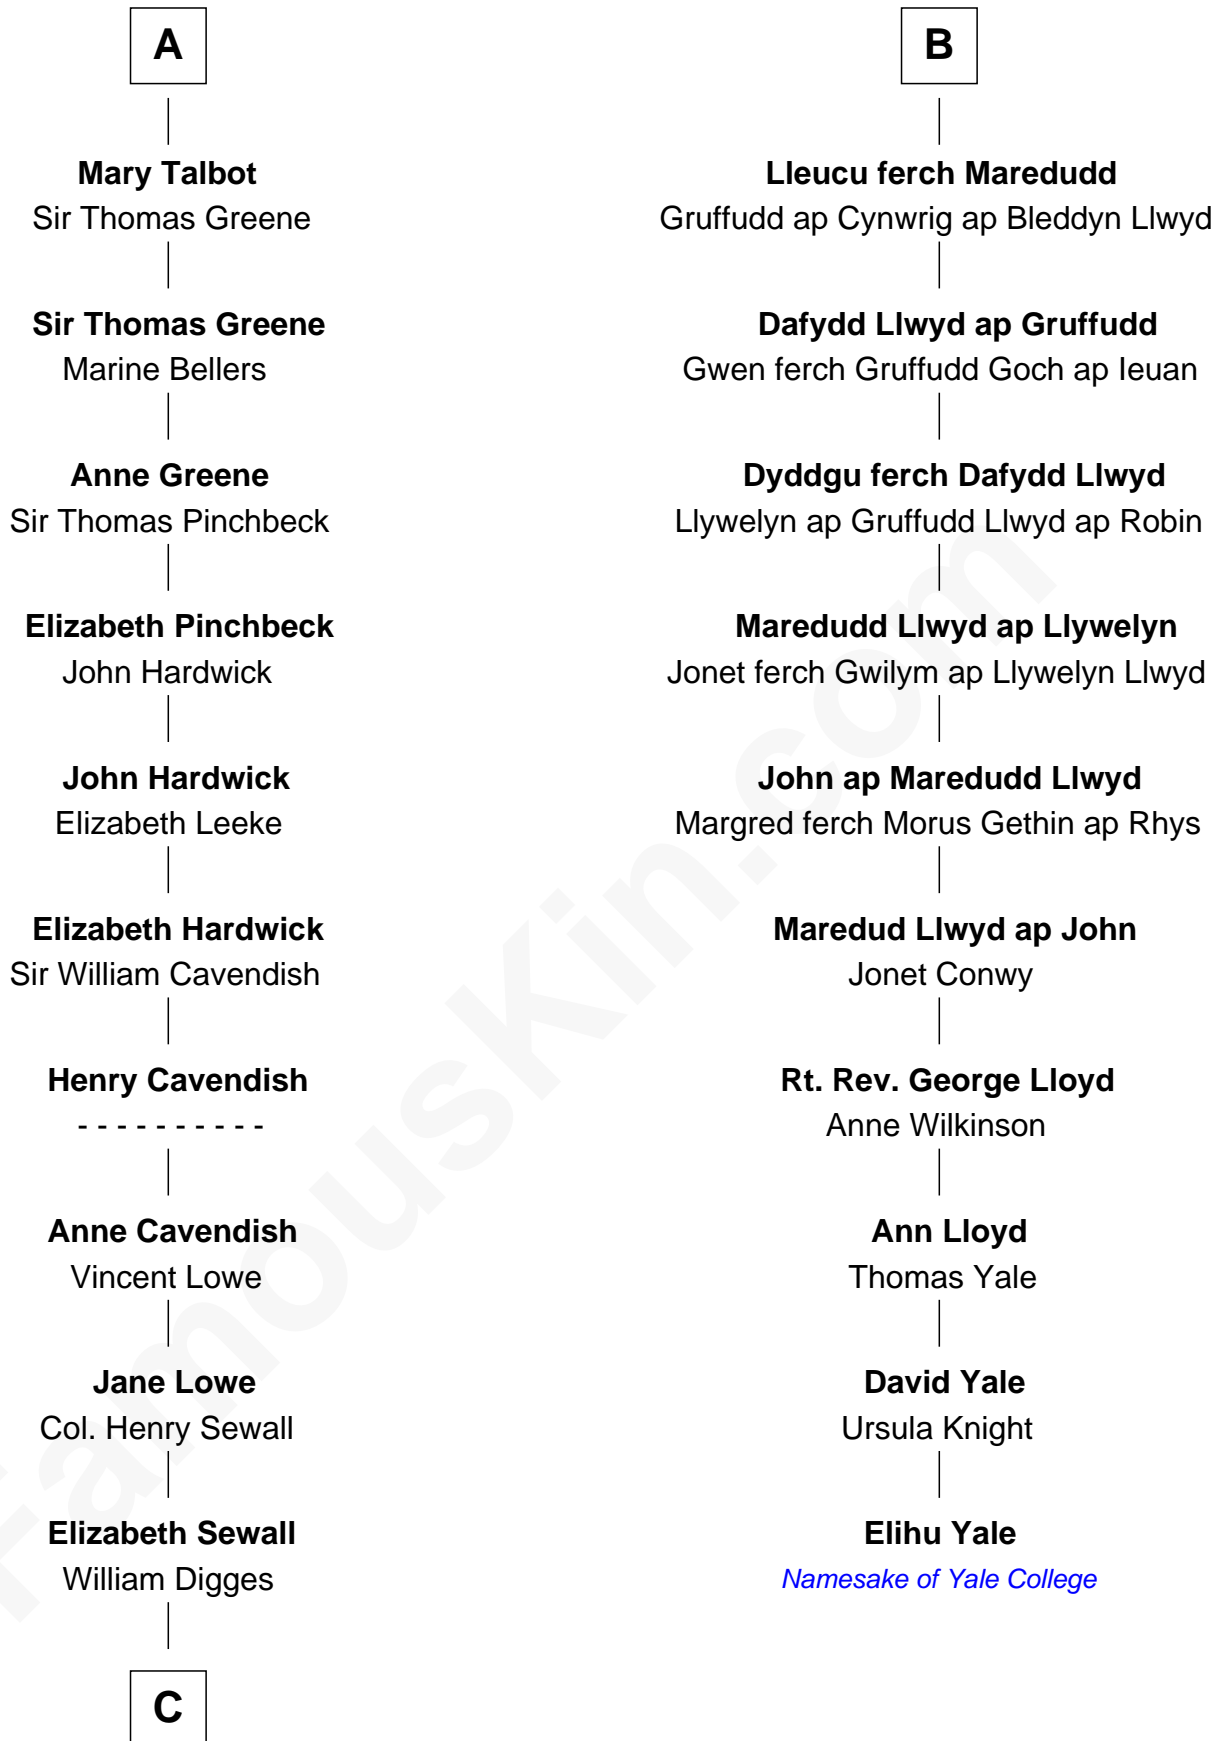 A
Mary Talbot
Sir Thomas Greene
Sir Thomas Greene
Marine Bellers
Anne Greene
Sir Thomas Pinchbeck
Elizabeth Pinchbeck
John Hardwick
John Hardwick
Elizabeth Leeke
Elizabeth Hardwick
Sir William Cavendish
Henry Cavendish
- - - - - - - - - -
Anne Cavendish
Vincent Lowe
Jane Lowe
Col. Henry Sewall
Elizabeth Sewall
William Digges
C
B
Lleucu ferch Maredudd
Gruffudd ap Cynwrig ap Bleddyn Llwyd
Dafydd Llwyd ap Gruffudd
Gwen ferch Gruffudd Goch ap Ieuan
Dyddgu ferch Dafydd Llwyd
Llywelyn ap Gruffudd Llwyd ap Robin
Maredudd Llwyd ap Llywelyn
Jonet ferch Gwilym ap Llywelyn Llwyd
John ap Maredudd Llwyd
Margred ferch Morus Gethin ap Rhys
Maredud Llwyd ap John
Jonet Conwy
Rt. Rev. George Lloyd
Anne Wilkinson
Ann Lloyd
Thomas Yale
David Yale
Ursula Knight
Elihu Yale
Namesake of Yale College
FamousKin.com